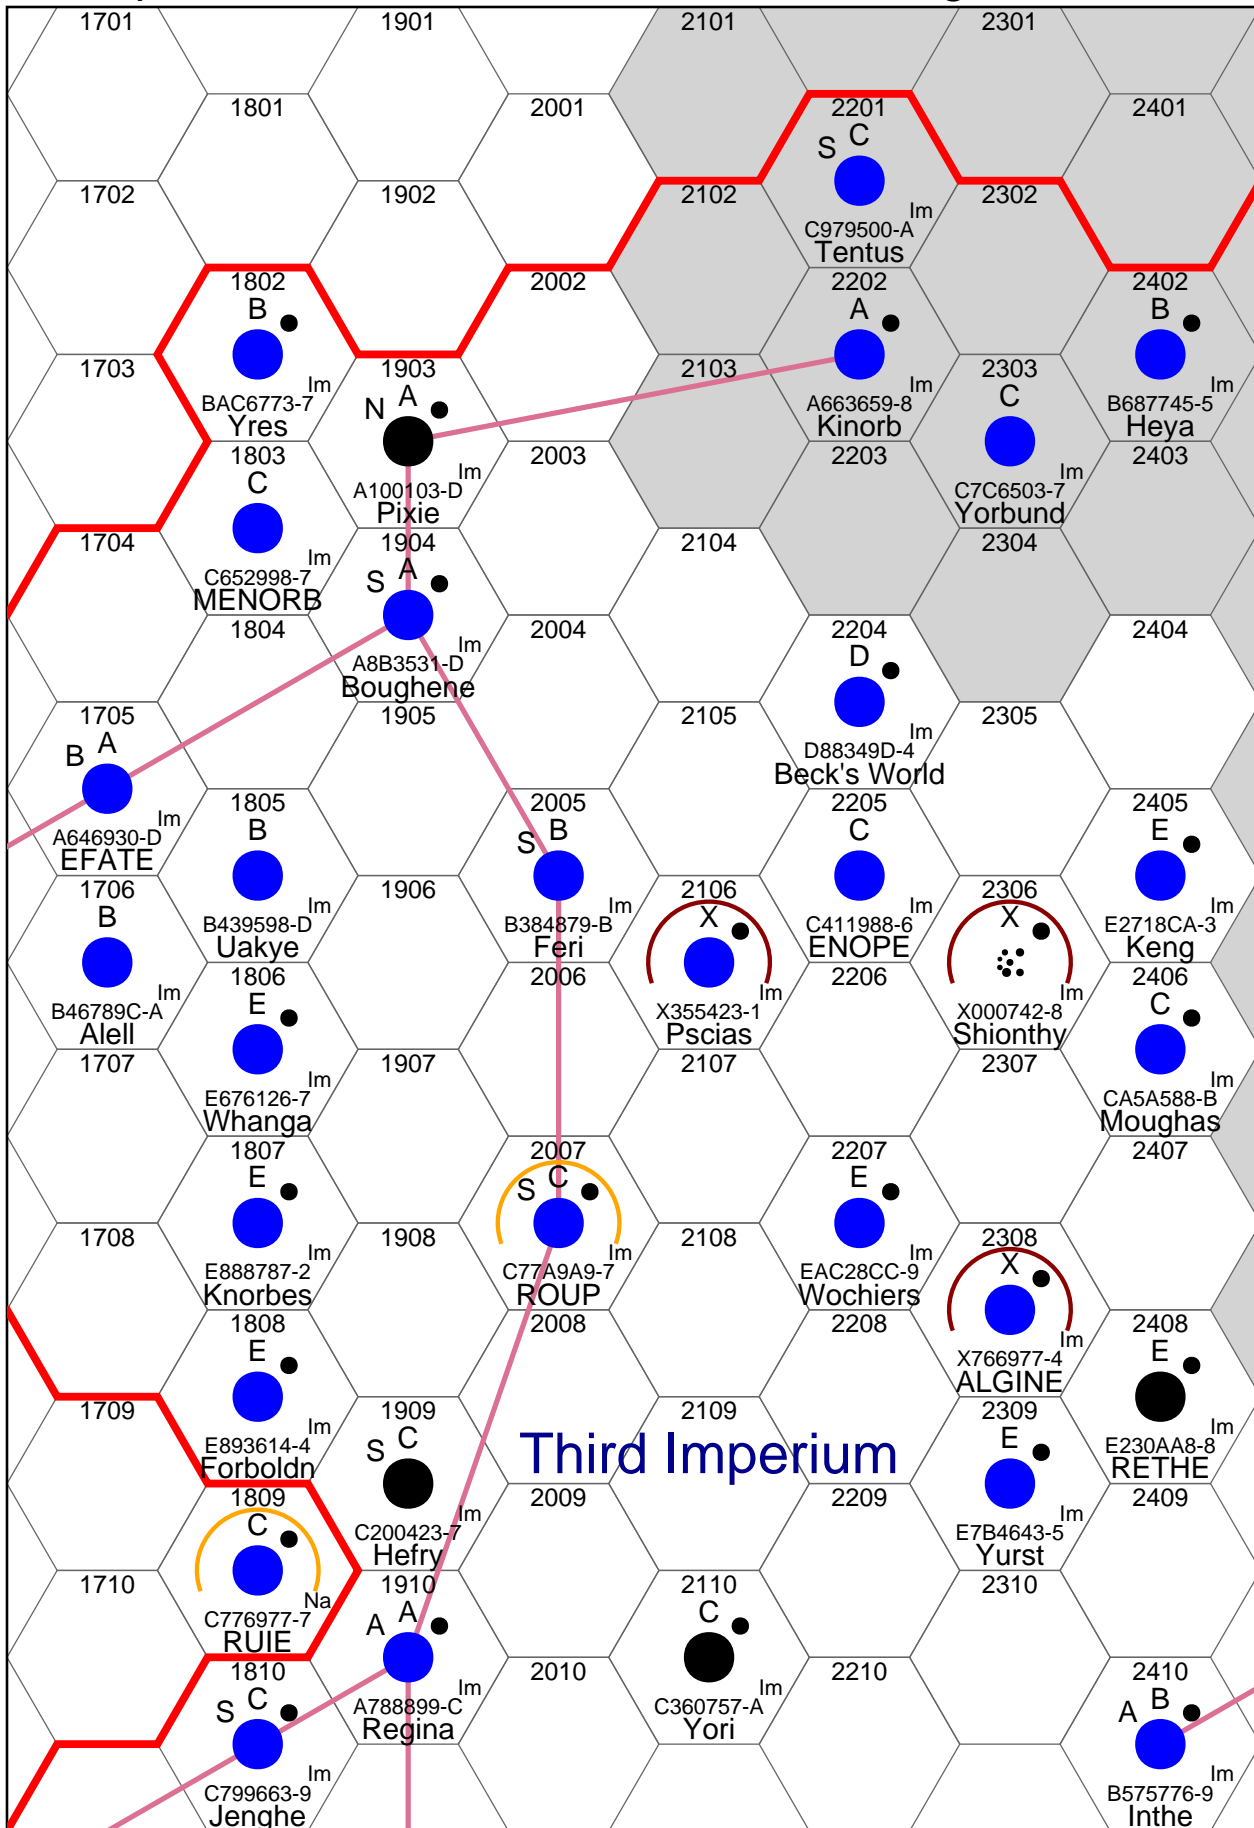 1701
1901
2101
2301
1801
2001
2201
2401
S C
Im
C979500-A
Tentus
1702
1902
2102
2302
1802
B
Im
BAC6773-7
Yres
2002
2202
A
Im
A663659-8
Kinorb
2402
B
Im
B687745-5
Heya
1703
1903
N A
Im
A100103-D
Pixie
2103
2303
C
Im
C7C6503-7
Yorbund
1803
C
Im
C652998-7
MENORB
2003
2203
2403
1704
1904
S A
Im
A8B3531-D
Boughene
2104
2304
1804
2004
2204
D
Im
D88349D-4
Beck's World
2404
1705
B A
Im
A646930-D
EFATE
1905
2105
2305
1805
B
Im
B439598-D
Uakye
2005
S B
Im
B384879-B
Feri
2205
C
Im
C411988-6
ENOPE
2405
E
Im
E2718CA-3
Keng
1706
B
Im
B46789C-A
Alell
1906
2106
X
Im
X355423-1
Pscias
2306
X
Im
X000742-8
Shionthy
1806
E
Im
E676126-7
Whanga
2006
2206
2406
C
Im
CA5A588-B
Moughas
1707
1907
2107
2307
1807
E
Im
E888787-2
Knorbes
2007
S C
Im
C77A9A9-7
ROUP
2207
E
Im
EAC28CC-9
Wochiers
2407
1708
1908
2108
2308
X
Im
X766977-4
ALGINE
1808
E
Im
E893614-4
Forboldn
2008
2208
2408
E
Im
E230AA8-8
RETHE
1709
1909
S C
Im
C200423-7
Hefry
2109
Third Imperium
2309
E
Im
E7B4643-5
Yurst
1809
C
Na
C776977-7
RUIE
2009
2209
2409
1710
1910
A A
Im
A788899-C
Regina
2110
C
Im
C360757-A
Yori
2310
1810
S C
Im
C799663-9
Jenghe
2010
2210
2410
A B
Im
B575776-9
Inthe